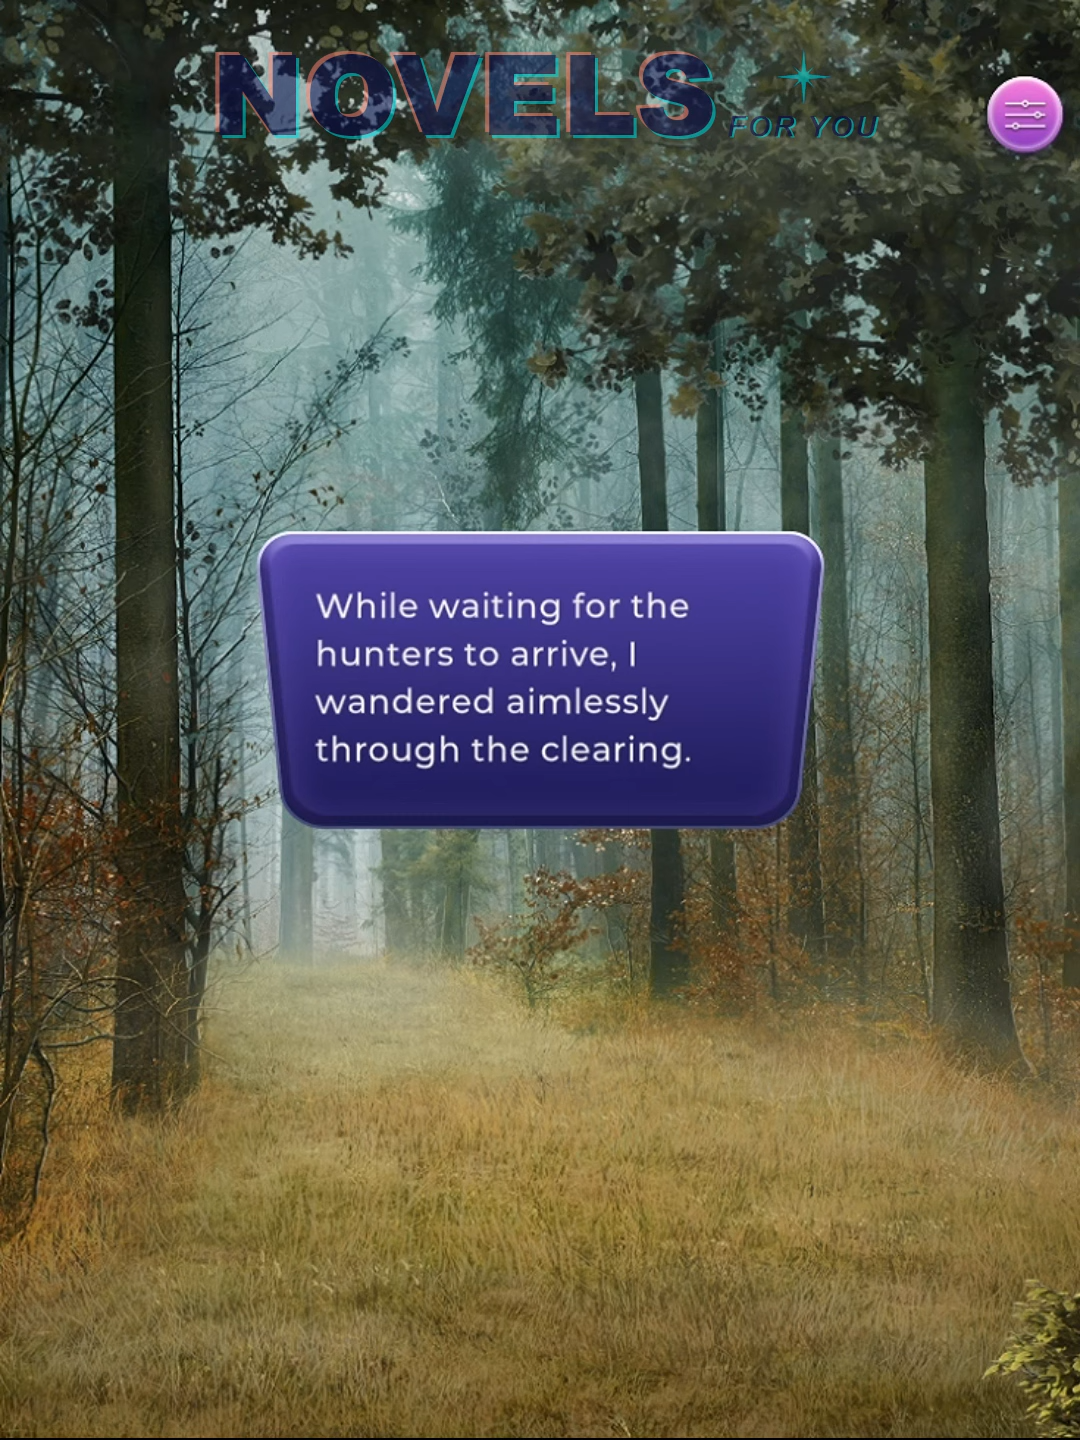 NOVELS
FOR YOU
While waiting for the
hunters to arrive, I
wandered aimlessly
through the clearing.